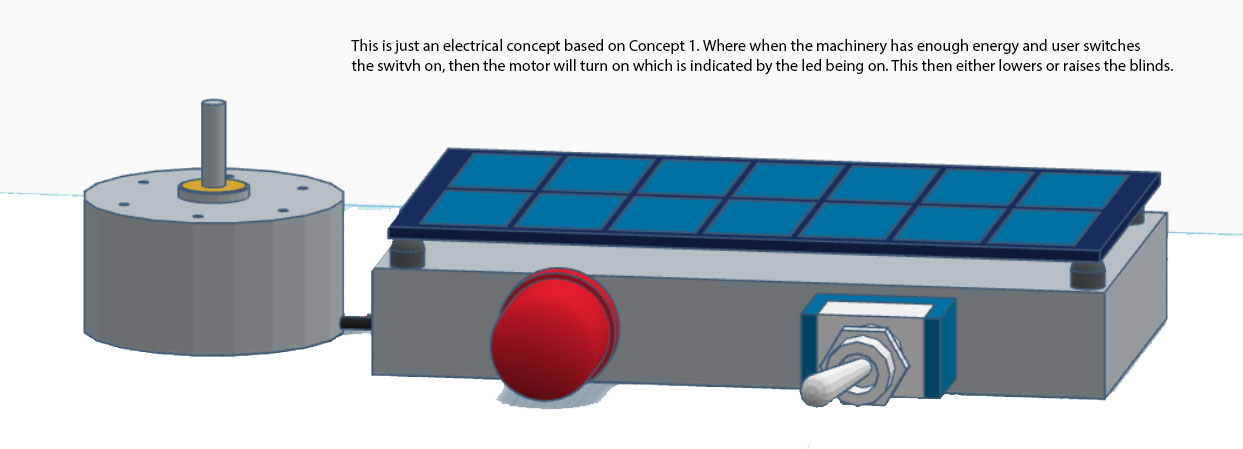 This is just an electrical concept based on Concept 1. Where when the machinery has enough energy and user switches
the switvh on, then the motor will turn on which is indicated by the led being on. This then either lowers or raises the blinds.